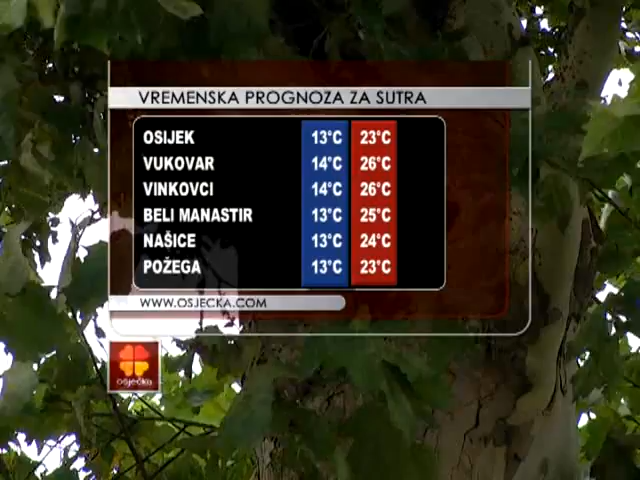 VREMENSKA PROGNOZA ZA SUTRA
OSIJEK 13°C 23°C
VUKOVAR 14°C 26°C
VINKOVCI 14°C 26°C
BELI MANASTIR 13°C 25°C
NAŠICE 13°C 24°C
POŽEGA 13°C 23°C
WWW.OSJECKA.COM
osječka